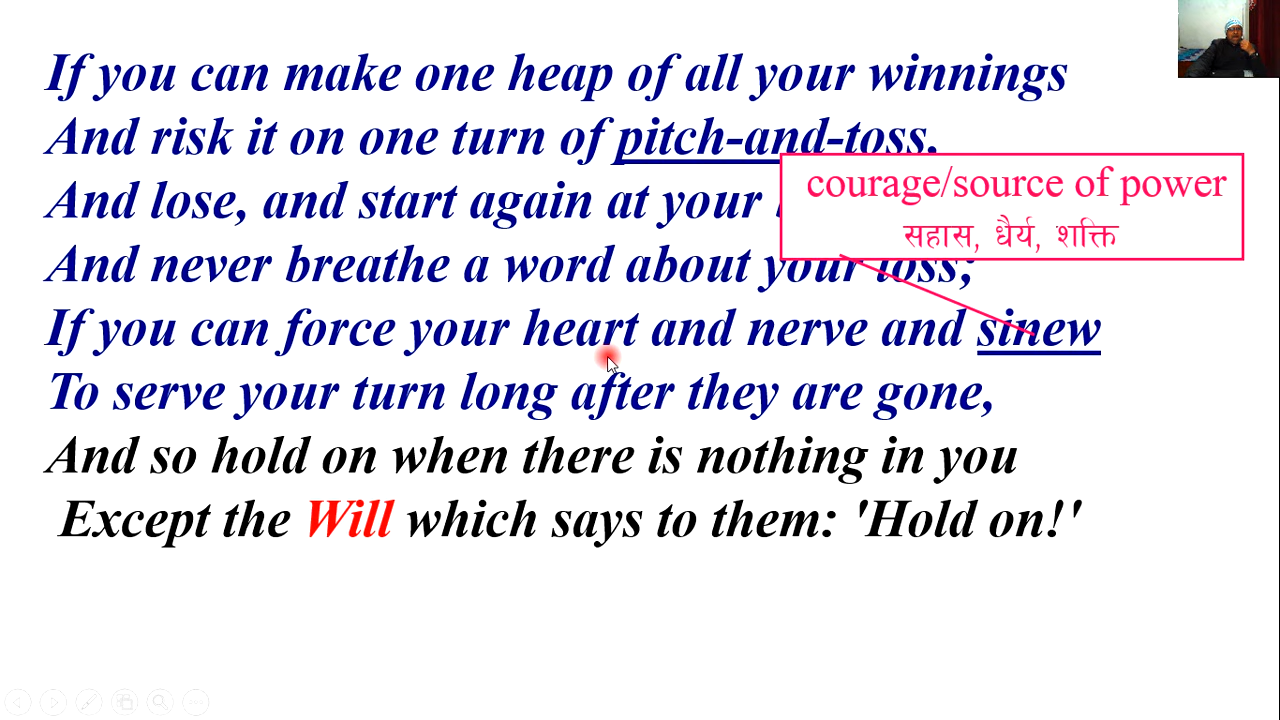 If you can make one heap of all your winnings
And risk it on one turn of pitch-and-toss,
And lose, and start again at your
And never breathe a word about your loss;
If you can force your heart and nerve and sinew
To serve your turn long after they are gone,
And so hold on when there is nothing in you
Except the Will which says to them: 'Hold on!'
courage/source of power
सहास, धैर्य, शक्ति